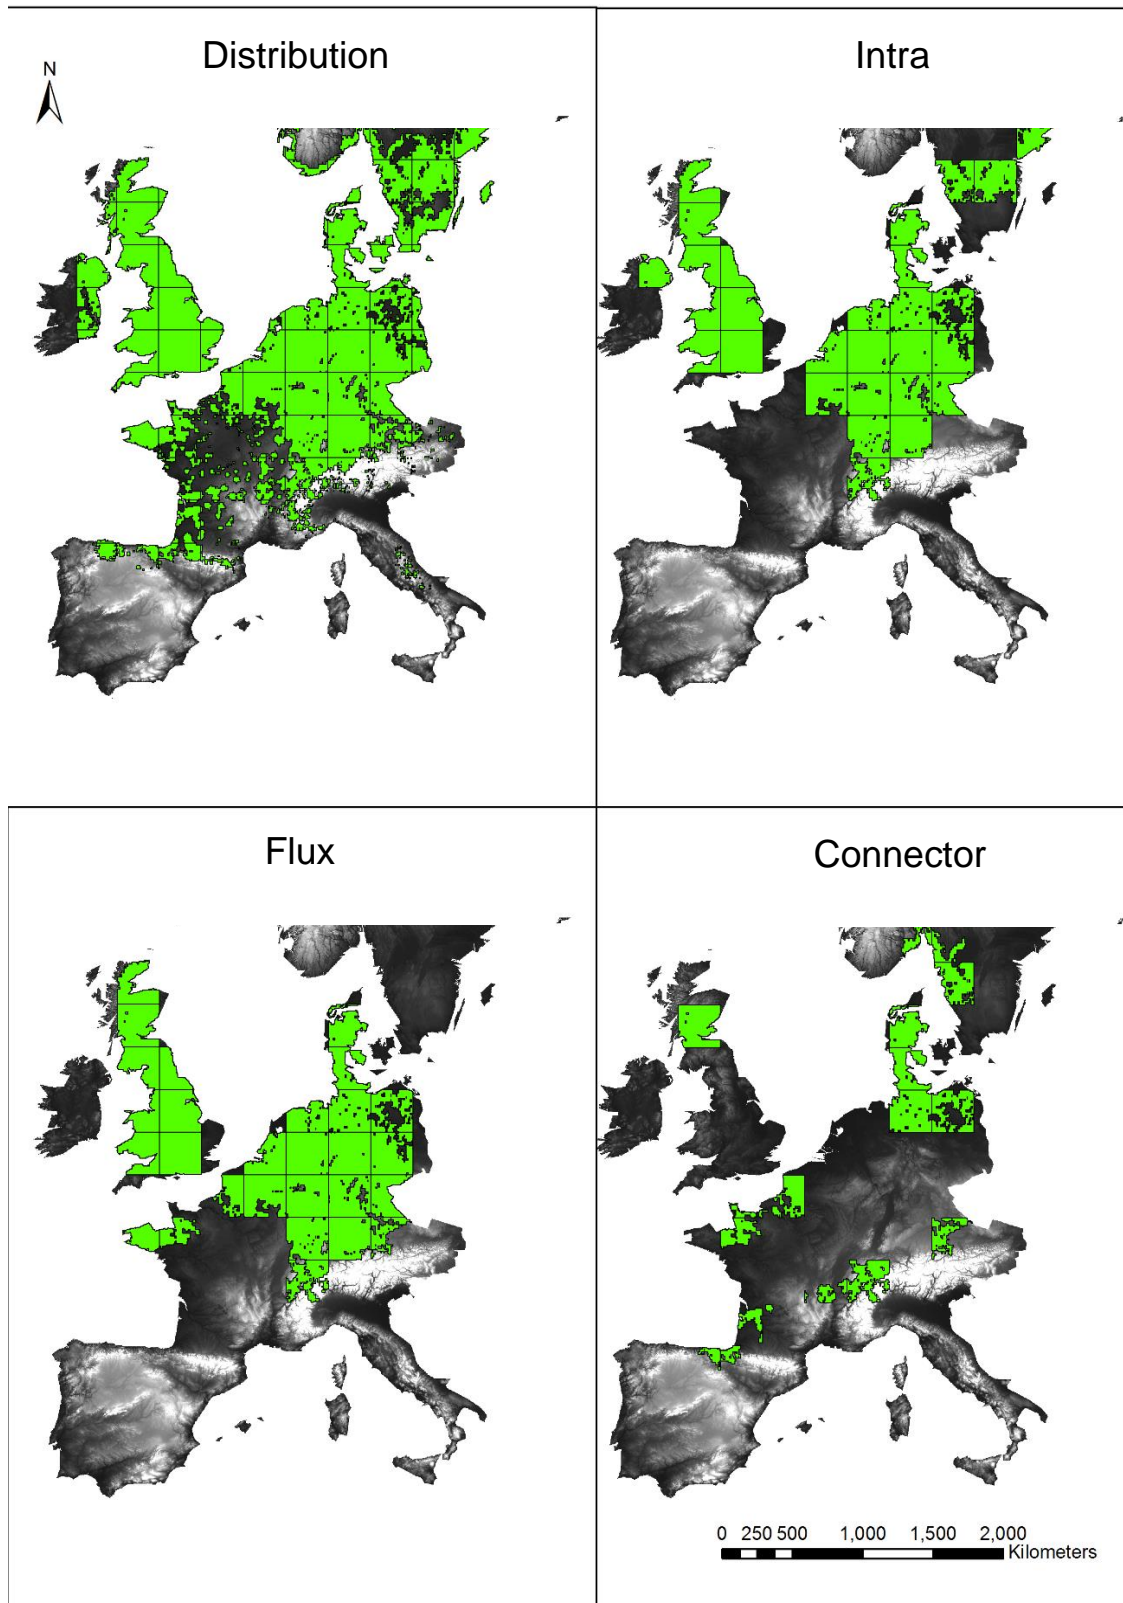 Distribution
Intra
N
Flux
Connector
0 250 500 1,000 1,500 2,000
Kilometers